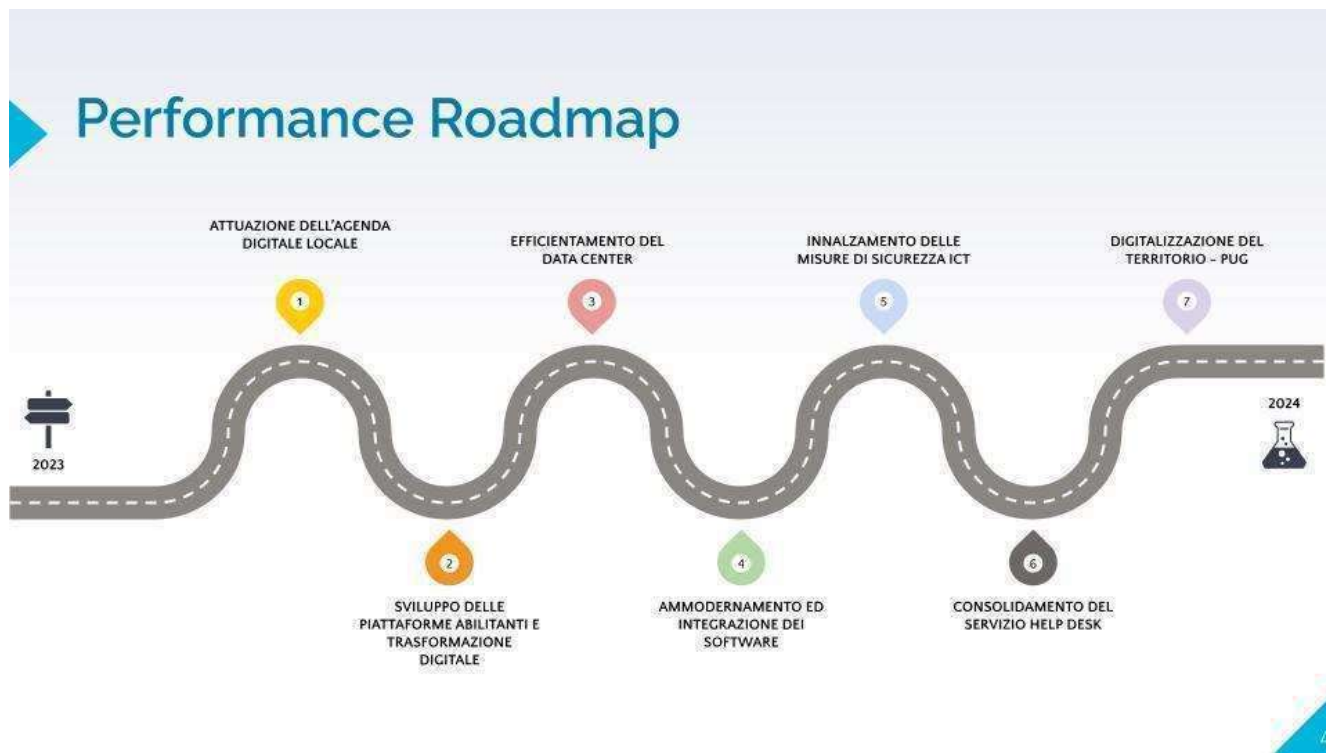 Performance Roadmap
ATTUAZIONE DELL'AGENDA
DIGITALE LOCALE
1
2023
SVILUPPO DELLE
PIATTAFORME ABILITANTI E
TRASFORMAZIONE
DIGITALE
2
EFFICIENTAMENTO DEL
DATA CENTER
3
AMMODERNAMENTO ED
INTEGRAZIONE DEI
SOFTWARE
4
INNALZAMENTO DELLE
MISURE DI SICUREZZA ICT
5
CONSOLIDAMENTO DEL
SERVIZIO HELP DESK
6
DIGITALIZZAZIONE DEL
TERRITORIO - PUG
7
2024